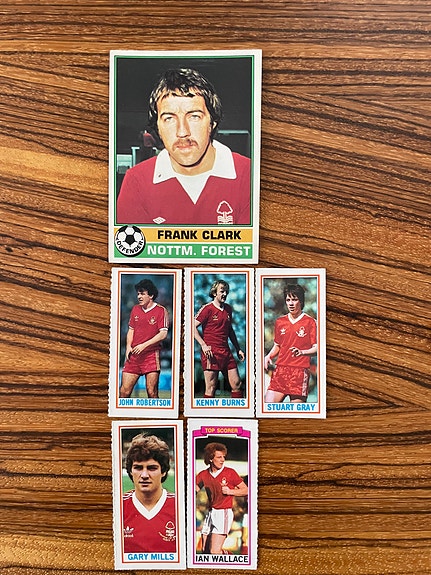 DEFENDER
FRANK CLARK
NOTTM. FOREST
JOHN ROBERTSON
KENNY BURNS
STUART GRAY
GARY MILLS
TOP SCORER
IAN WALLACE